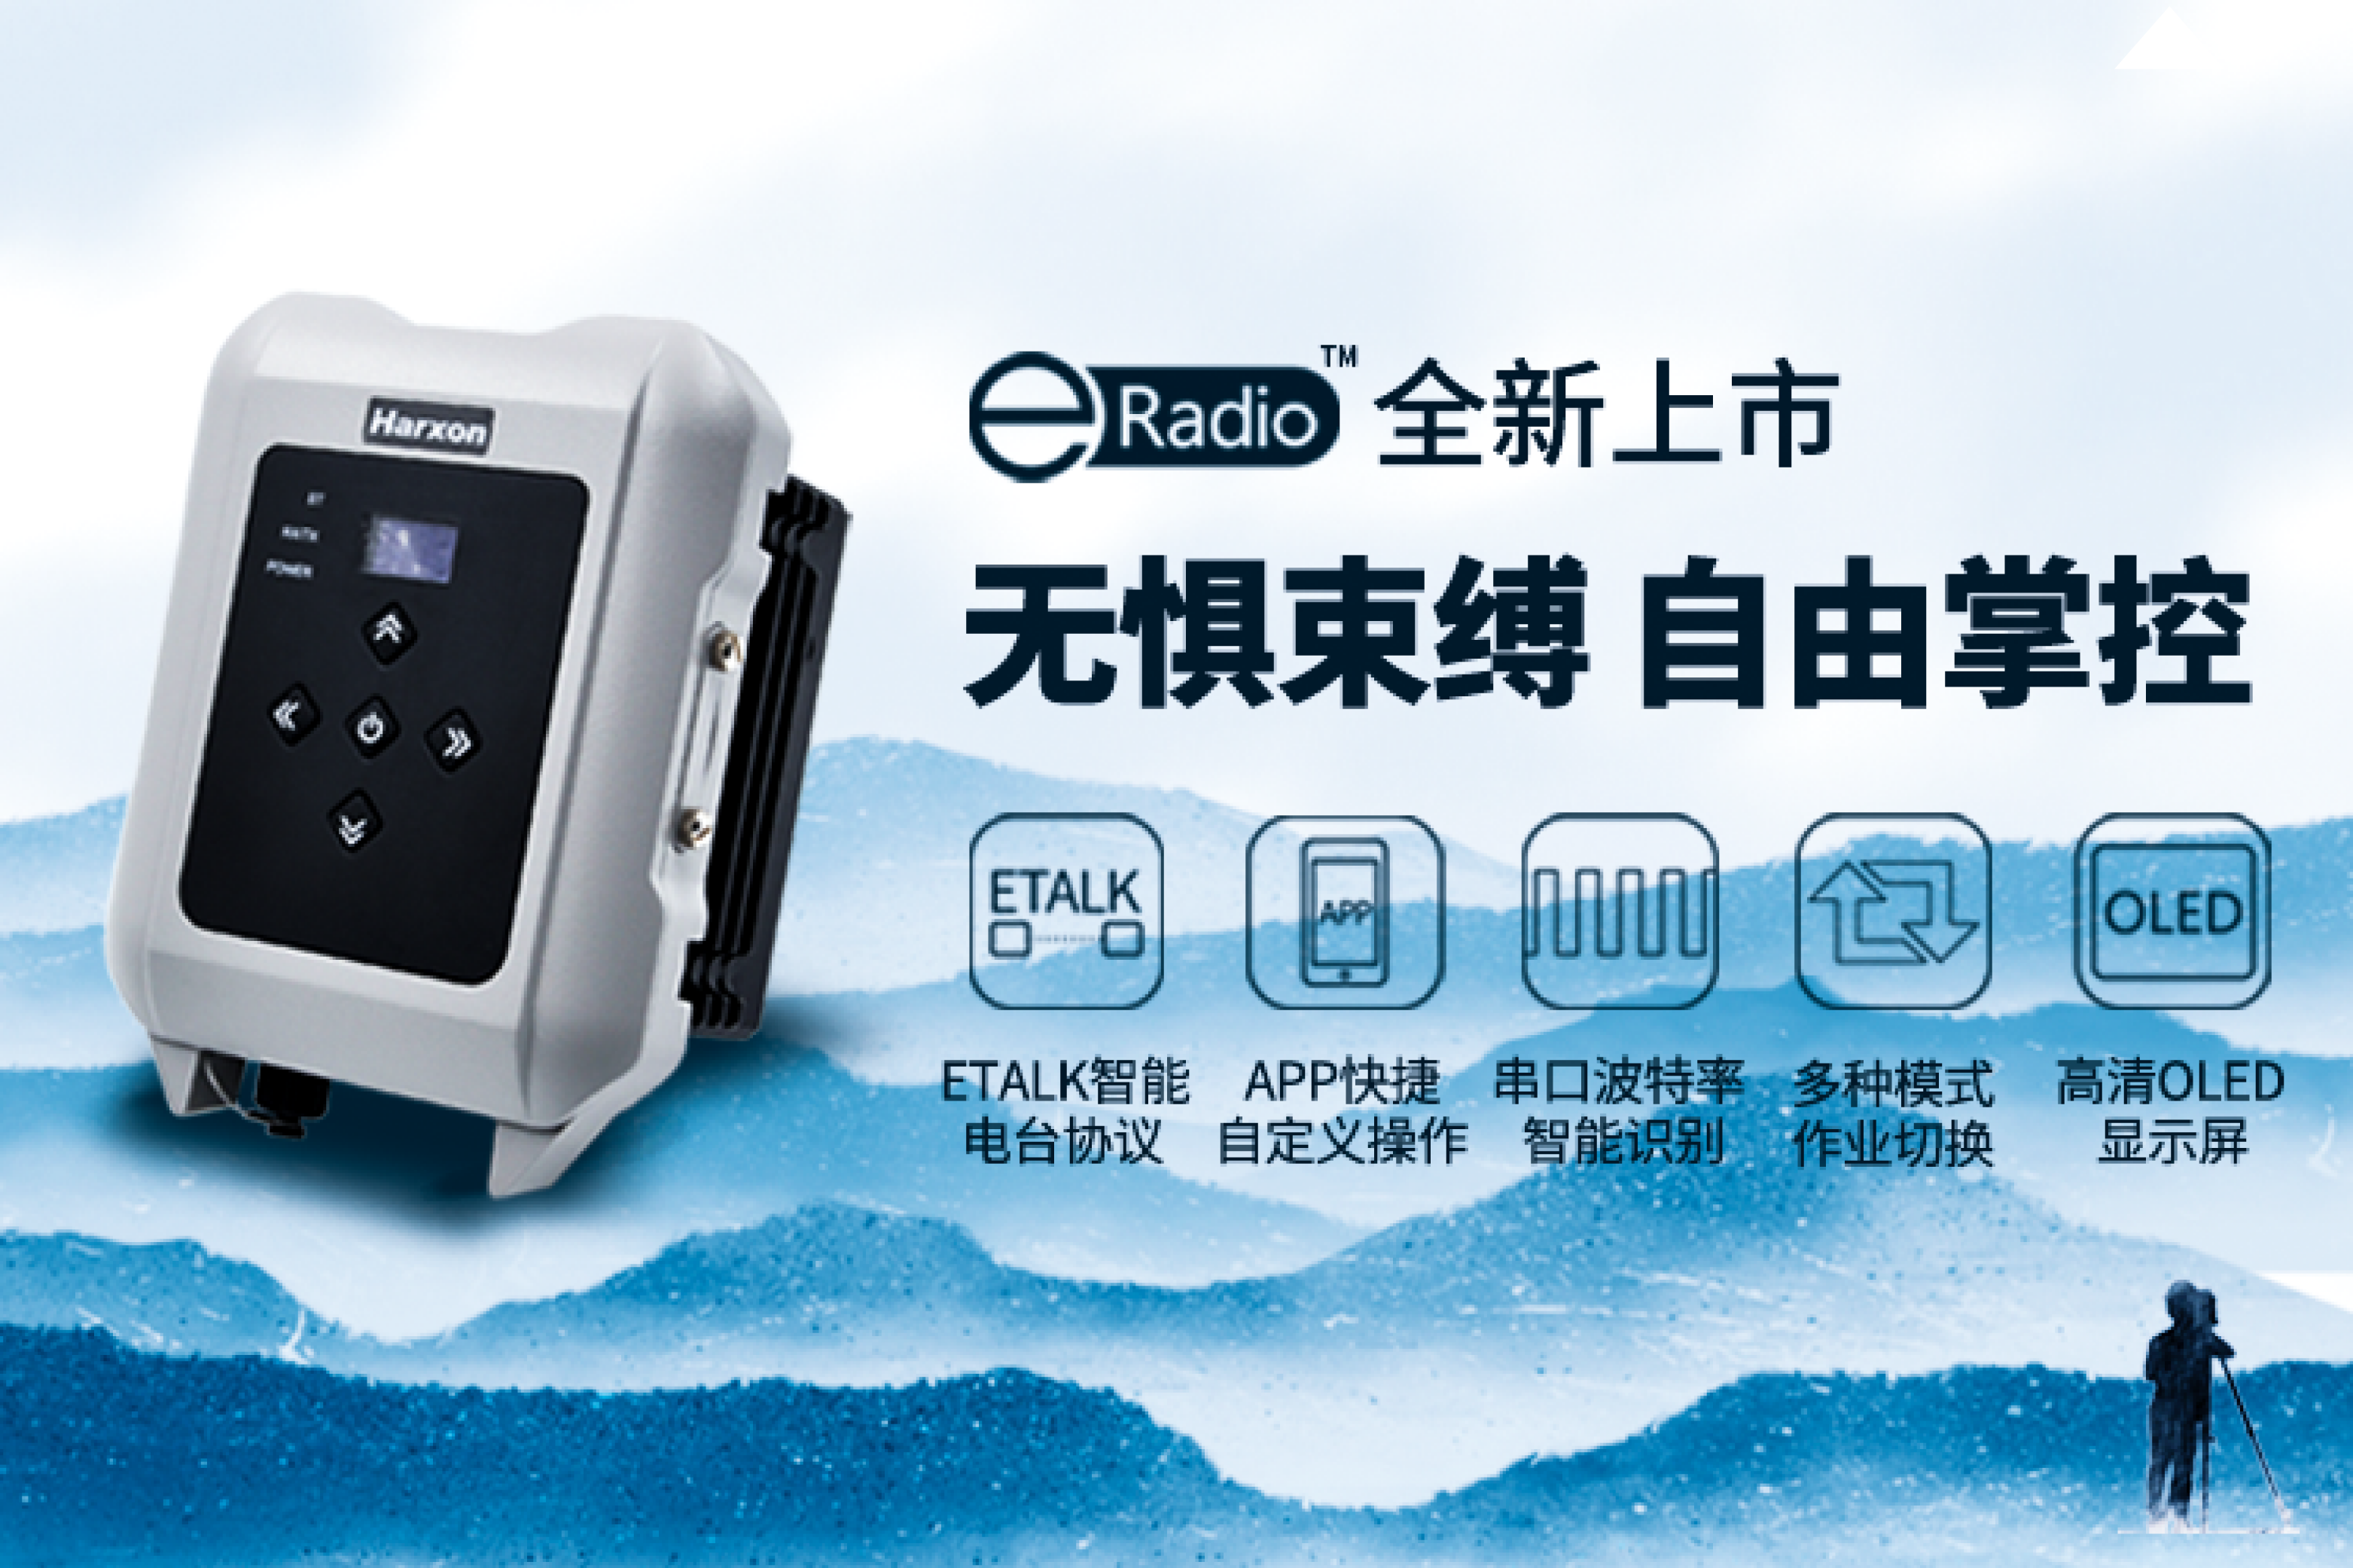 Harxon
POWER
eRadio™ 全新上市
无惧束缚 自由掌控
ETALK
APP
OLED
ETALK智能
电台协议
APP快捷
自定义操作
串口波特率
智能识别
多种模式
作业切换
高清OLED
显示屏